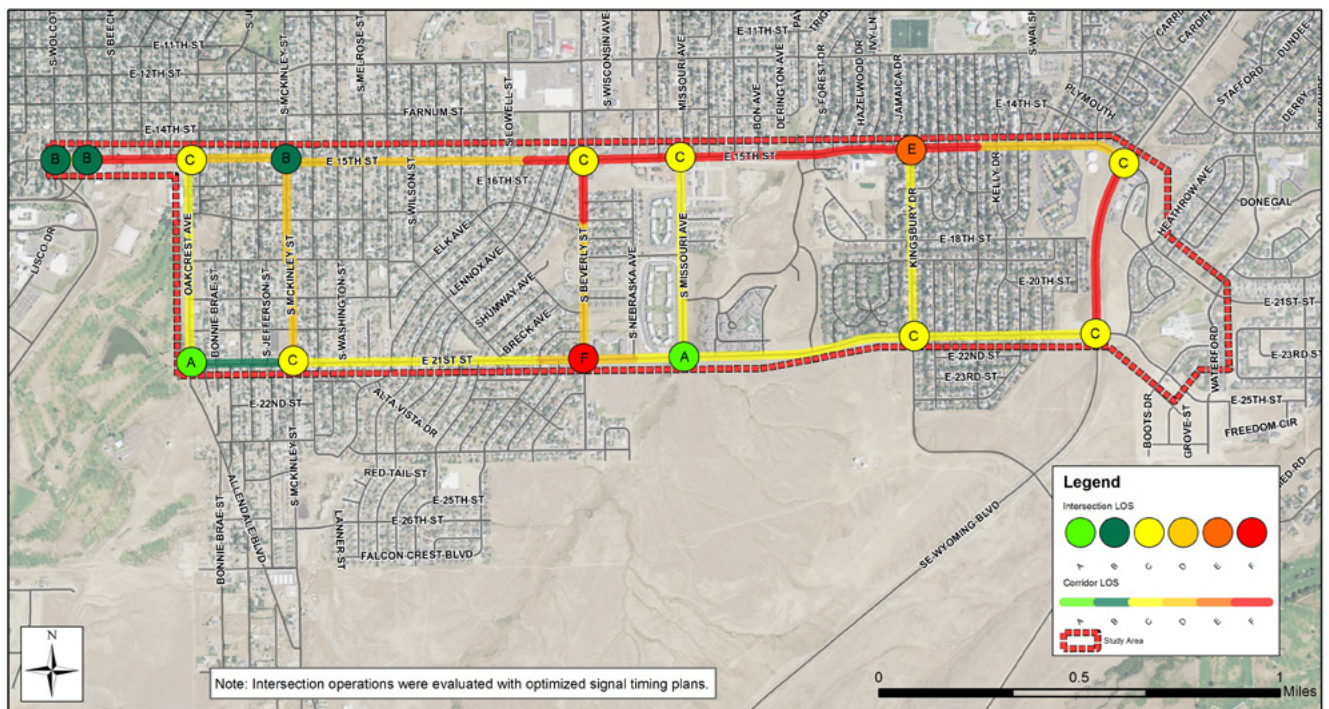 S-WOLCOT
S-BEECH
E-11TH-ST
E-12TH-ST
S-MCKINLEY-ST
S-MELROSE-ST
FARNUM-ST
S-LOWELL-ST
S-WISCONSIN-AVE
MISSOURI-AVE
E-11TH-ST
BON-AVE
DERINGTON-AVE
S-FOREST-DR
HAZELWOOD-DR
IVY-LN
JAMAICA-DR
S-WALSH
CARDIFF
STAFFORD
DUNDEE
DERBY
PLYMOUTH
E-14TH-ST
E-14TH-ST
B
B
C
B
E-15TH-ST
C
C
E-15TH-ST
E
C
E-16TH-ST
S-WILSON-ST
ELK-AVE
LENNOX-AVE
SHUMWAY-AVE
BRECK-AVE
LISCO-DR
OAKCREST-AVE
BONNIE-BRAE-ST
S-JEFFERSON-ST
S-MCKINLEY-ST
S-WASHINGTON-ST
S-BEVERLY-ST
S-NEBRASKA-AVE
S-MISSOURI-AVE
KINGSBURY-DR
KELLY-DR
E-18TH-ST
E-20TH-ST
HEATHROW-AVE
DONEGAL
E-21ST-ST
WATERFORD
E-23RD-ST
A
C
E-21ST-ST
F
A
C
C
E-22ND-ST
E-23RD-ST
E-22ND-ST
ALTA-VISTA-DR
BOOTS-DR
GROVE-ST
E-25TH-ST
FREEDOM-CIR
S-MCKINLEY-ST
ALLENDALE-BLVD
BONNIE-BRAE-ST
RED-TAIL-ST
E-25TH-ST
LANNER-ST
E-26TH-ST
FALCON-CREST-BLVD
SE-WYOMING-BLVD
Legend
Intersection LOS
A B C D E F
Corridor LOS
A B C D E F
Study Area
N
Note: Intersection operations were evaluated with optimized signal timing plans.
0 0.5 1
Miles